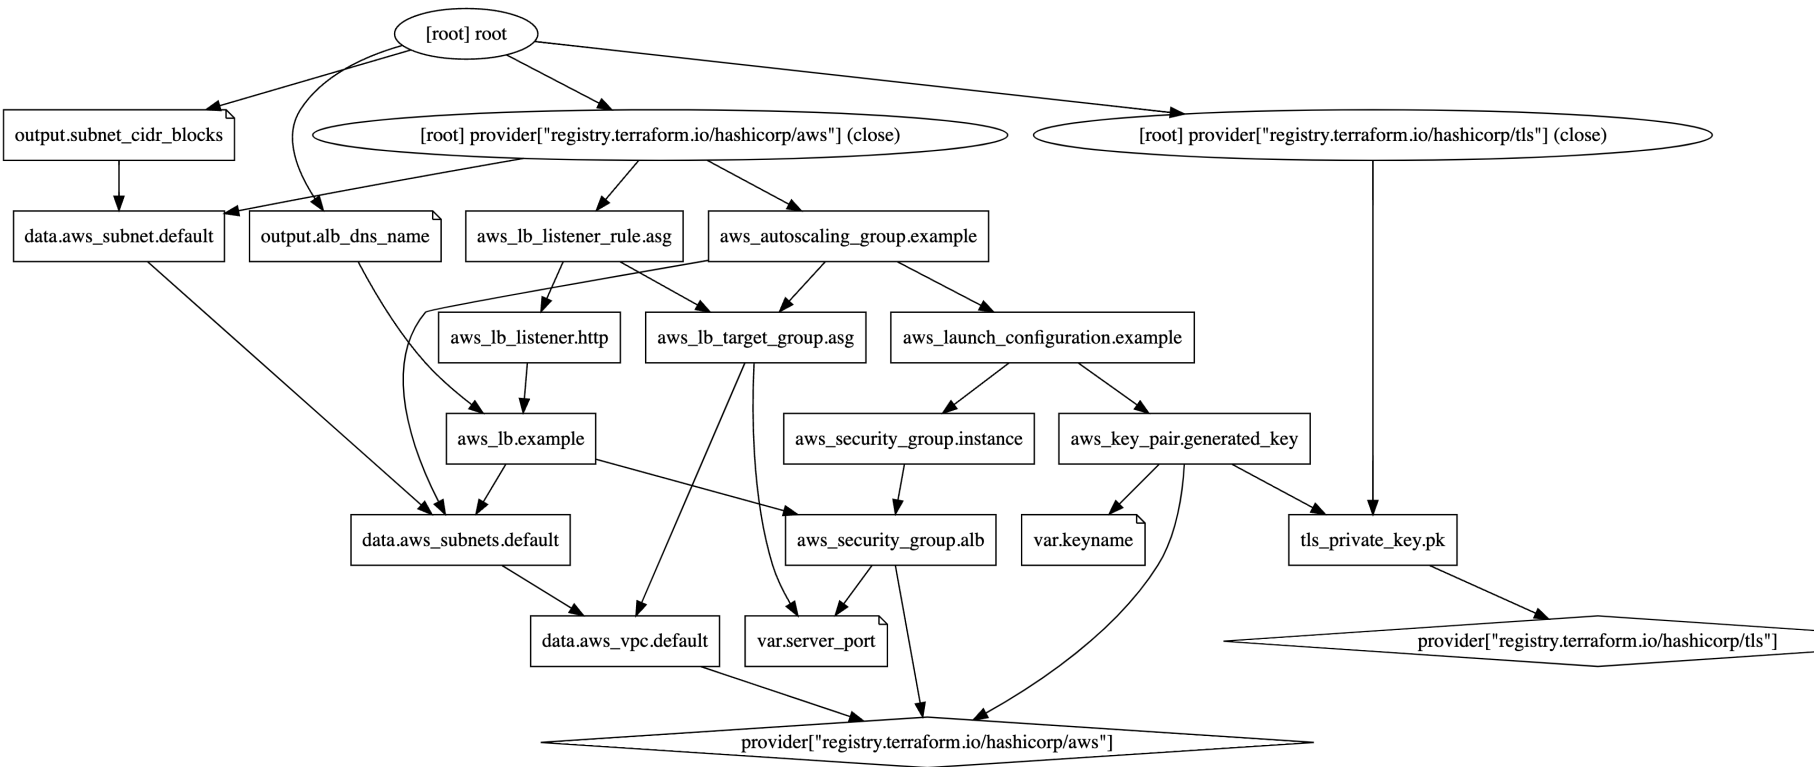 [root] root
output.subnet_cidr_blocks
[root] provider["registry.terraform.io/hashicorp/aws"] (close)
[root] provider["registry.terraform.io/hashicorp/tls"] (close)
data.aws_subnet.default
output.alb_dns_name
aws_lb_listener_rule.asg
aws_autoscaling_group.example
aws_lb_listener.http
aws_lb_target_group.asg
aws_launch_configuration.example
aws_lb.example
aws_security_group.instance
aws_key_pair.generated_key
data.aws_subnets.default
aws_security_group.alb
var.keyname
tls_private_key.pk
data.aws_vpc.default
var.server_port
provider["registry.terraform.io/hashicorp/tls"]
provider["registry.terraform.io/hashicorp/aws"]